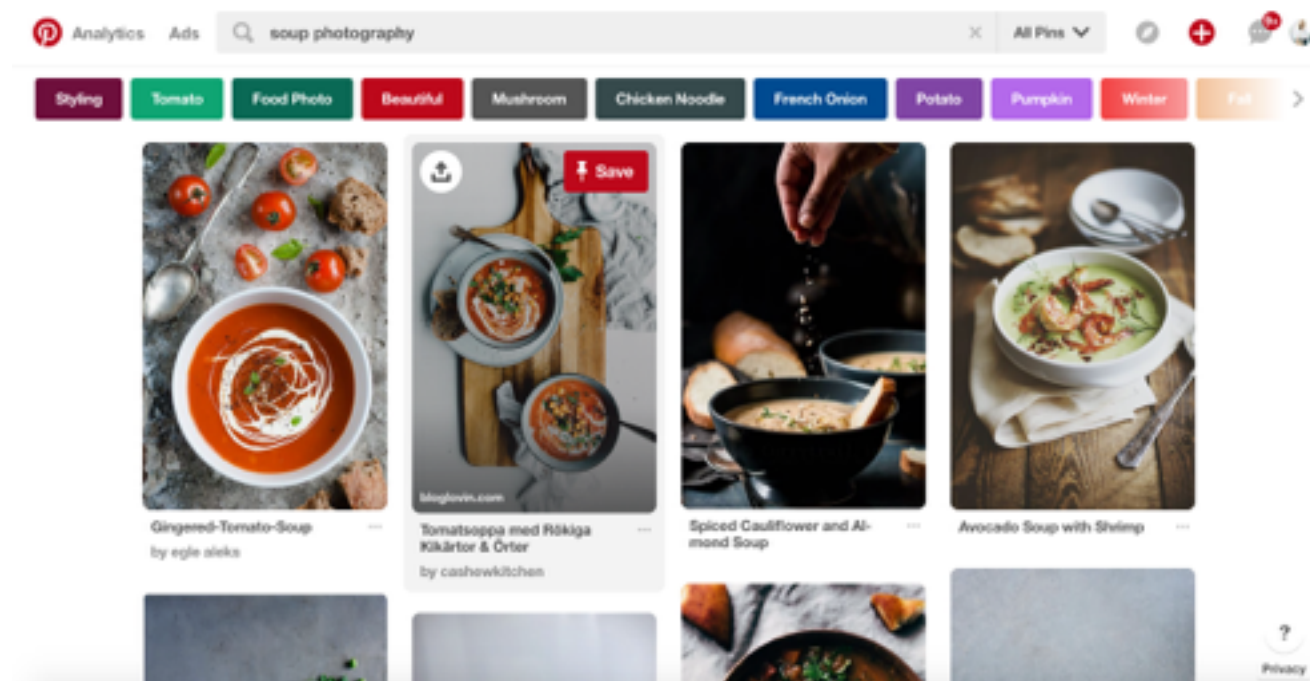 Analytics Ads soup photography All Pins 9+
Styling Tomato Food Photo Beautiful Mushroom Chicken Noodle French Onion Potato Pumpkin Winter Fall
Save
bloglovin.com
Gingered-Tomato-Soup
by egle aleks
Tomatsoppa med Rökiga
Kikärtor & Örter
by cashewkitchen
Spiced Cauliflower and Al-
mond Soup
Avocado Soup with Shrimp
?
Privacy